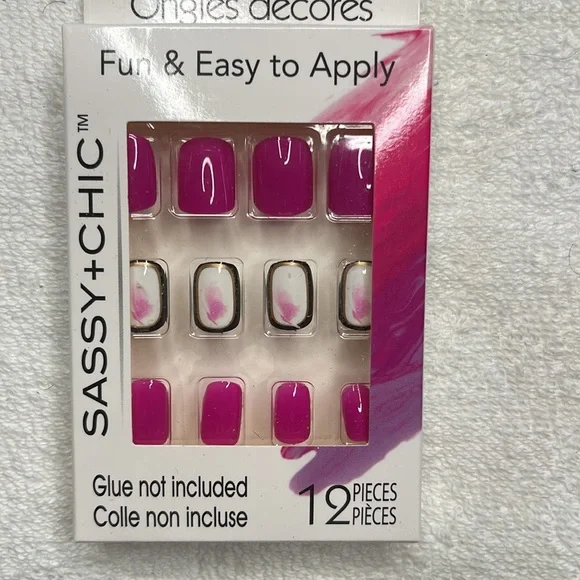 Ongles décorés
Fun & Easy to Apply
SASSY+CHIC™
Glue not included
Colle non incluse
12 PIECES
PIÈCES